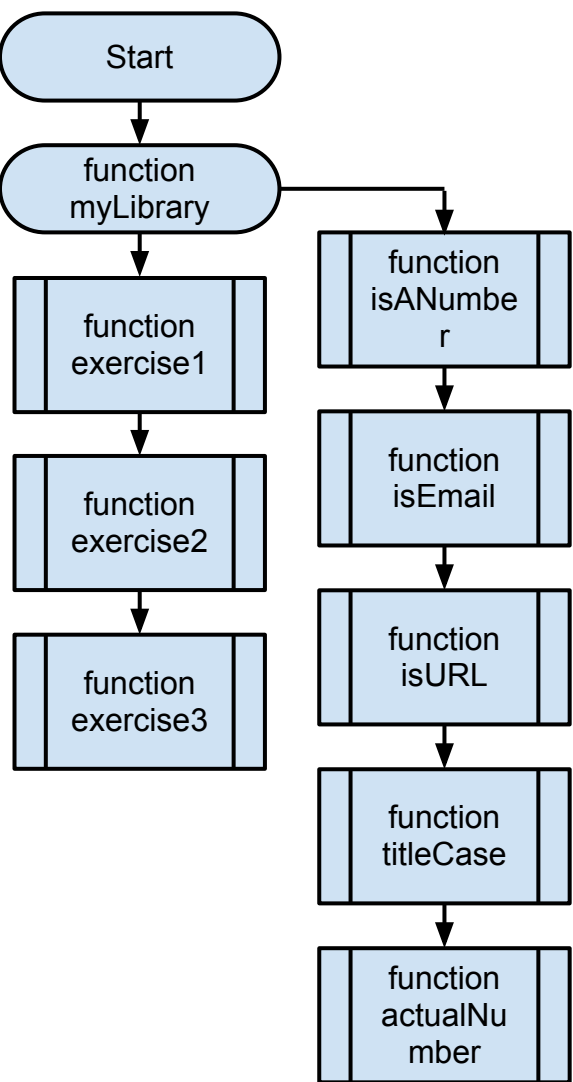 Start
function
myLibrary
function
exercise1
function
exercise2
function
exercise3
function
isANumbe
r
function
isEmail
function
isURL
function
titleCase
function
actualNu
mber